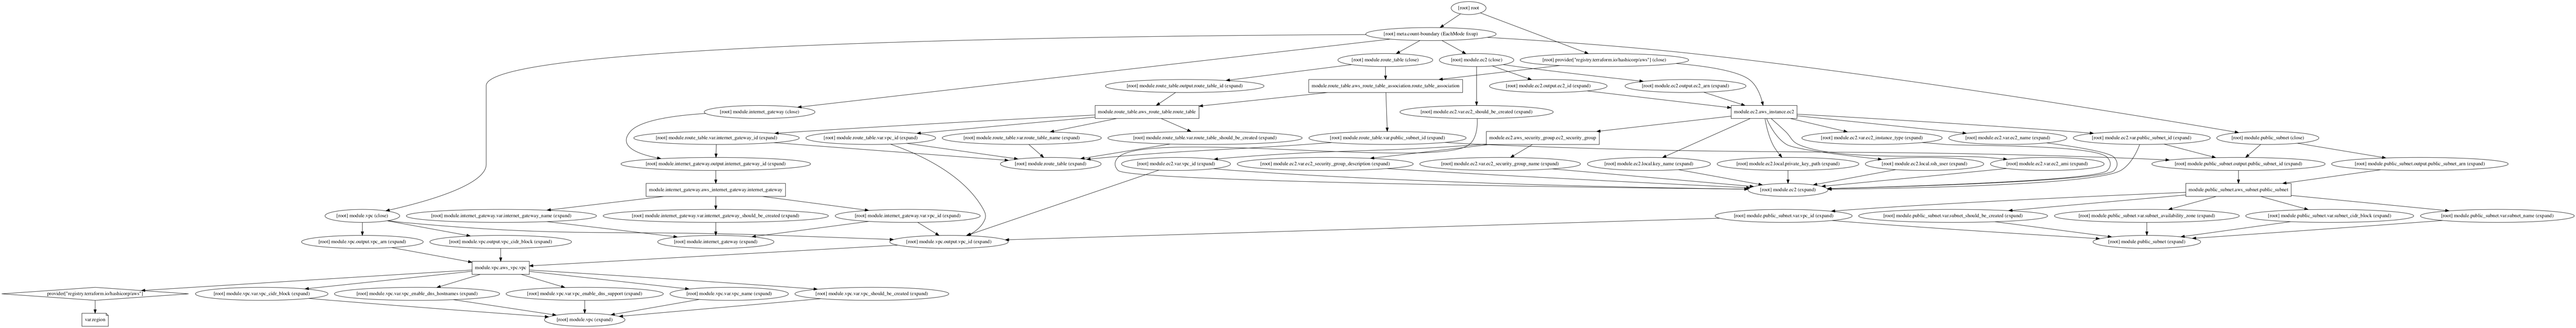 [root] root
[root] meta.count-boundary (EachMode fixup)
[root] module.route_table (close)
[root] module.ec2 (close)
[root] provider["registry.terraform.io/hashicorp/aws"] (close)
[root] module.route_table.output.route_table_id (expand)
module.route_table.aws_route_table_association.route_table_association
[root] module.ec2.output.ec2_id (expand)
[root] module.ec2.output.ec2_arn (expand)
[root] module.internet_gateway (close)
module.route_table.aws_route_table.route_table
[root] module.ec2.var.ec2_should_be_created (expand)
module.ec2.aws_instance.ec2
[root] module.route_table.var.internet_gateway_id (expand)
[root] module.route_table.var.vpc_id (expand)
[root] module.route_table.var.route_table_name (expand)
[root] module.route_table.var.route_table_should_be_created (expand)
[root] module.route_table.var.public_subnet_id (expand)
module.ec2.aws_security_group.ec2_security_group
[root] module.ec2.var.ec2_instance_type (expand)
[root] module.ec2.var.ec2_name (expand)
[root] module.ec2.var.public_subnet_id (expand)
[root] module.public_subnet (close)
[root] module.internet_gateway.output.internet_gateway_id (expand)
[root] module.route_table (expand)
[root] module.ec2.var.vpc_id (expand)
[root] module.ec2.var.ec2_security_group_description (expand)
[root] module.ec2.var.ec2_security_group_name (expand)
[root] module.ec2.local.key_name (expand)
[root] module.ec2.local.private_key_path (expand)
[root] module.ec2.local.ssh_user (expand)
[root] module.ec2.var.ec2_ami (expand)
[root] module.public_subnet.output.public_subnet_id (expand)
[root] module.public_subnet.output.public_subnet_arn (expand)
module.internet_gateway.aws_internet_gateway.internet_gateway
[root] module.ec2 (expand)
module.public_subnet.aws_subnet.public_subnet
[root] module.vpc (close)
[root] module.internet_gateway.var.internet_gateway_name (expand)
[root] module.internet_gateway.var.internet_gateway_should_be_created (expand)
[root] module.internet_gateway.var.vpc_id (expand)
[root] module.public_subnet.var.vpc_id (expand)
[root] module.public_subnet.var.subnet_should_be_created (expand)
[root] module.public_subnet.var.subnet_availability_zone (expand)
[root] module.public_subnet.var.subnet_cidr_block (expand)
[root] module.public_subnet.var.subnet_name (expand)
[root] module.vpc.output.vpc_arn (expand)
[root] module.vpc.output.vpc_cidr_block (expand)
[root] module.internet_gateway (expand)
[root] module.vpc.output.vpc_id (expand)
[root] module.public_subnet (expand)
module.vpc.aws_vpc.vpc
provider["registry.terraform.io/hashicorp/aws"]
[root] module.vpc.var.vpc_cidr_block (expand)
[root] module.vpc.var.vpc_enable_dns_hostnames (expand)
[root] module.vpc.var.vpc_enable_dns_support (expand)
[root] module.vpc.var.vpc_name (expand)
[root] module.vpc.var.vpc_should_be_created (expand)
var.region
[root] module.vpc (expand)